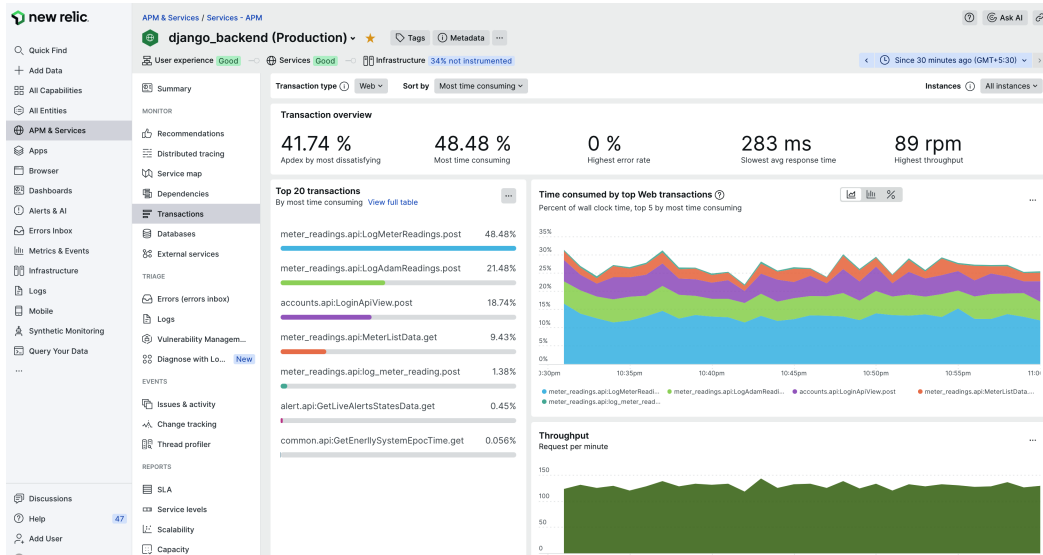 new relic.
Quick Find
Add Data
All Capabilities
All Entities
APM & Services
Apps
Browser
Dashboards
Alerts & AI
Errors Inbox
Metrics & Events
Infrastructure
Logs
Mobile
Synthetic Monitoring
Query Your Data
...
Discussions
Help 47
Add User
APM & Services / Services - APM
Ask AI
django_backend (Production)
Tags
Metadata
...
User experience Good
Services Good
Infrastructure 34% not instrumented
Since 30 minutes ago (GMT+5:30)
Summary
MONITOR
Recommendations
Distributed tracing
Service map
Dependencies
Transactions
Databases
External services
TRIAGE
Errors (errors inbox)
Logs
Vulnerability Managem...
Diagnose with Lo... New
EVENTS
Issues & activity
Change tracking
Thread profiler
REPORTS
SLA
Service levels
Scalability
Capacity
Transaction type Web
Sort by Most time consuming
Instances All instances
Transaction overview
41.74 %
Apdex by most dissatisfying
48.48 %
Most time consuming
0 %
Highest error rate
283 ms
Slowest avg response time
89 rpm
Highest throughput
Top 20 transactions
By most time consuming View full table
...
meter_readings.api:LogMeterReadings.post 48.48%
meter_readings.api:LogAdamReadings.post 21.48%
accounts.api:LoginApiView.post 18.74%
meter_readings.api:MeterListData.get 9.43%
meter_readings.api:log_meter_reading.post 1.38%
alert.api:GetLiveAlertsStatesData.get 0.45%
common.api:GetEnerllySystemEpocTime.get 0.056%
Time consumed by top Web transactions
Percent of wall clock time, top 5 by most time consuming
...
35%
30%
25%
20%
15%
10%
5%
0%
):30pm 10:35pm 10:40pm 10:45pm 10:50pm 10:55pm 11:0
meter_readings.api:LogMeterReadi... meter_readings.api:LogAdamReadi... accounts.api:LoginApiView.post meter_readings.api:MeterListData....
meter_readings.api:log_meter_read...
Throughput
Request per minute
...
150
100
50
0